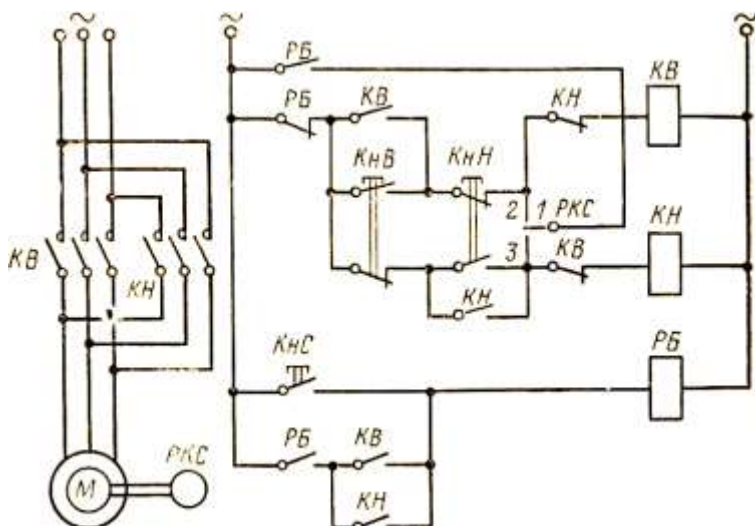 ~ ~ ~
РБ
РБ КВ КН КВ
КнВ КнН
2 1 РКС КН
КВ КН 3 КВ
КН
КнС РБ
РКС РБ КВ
М
КН